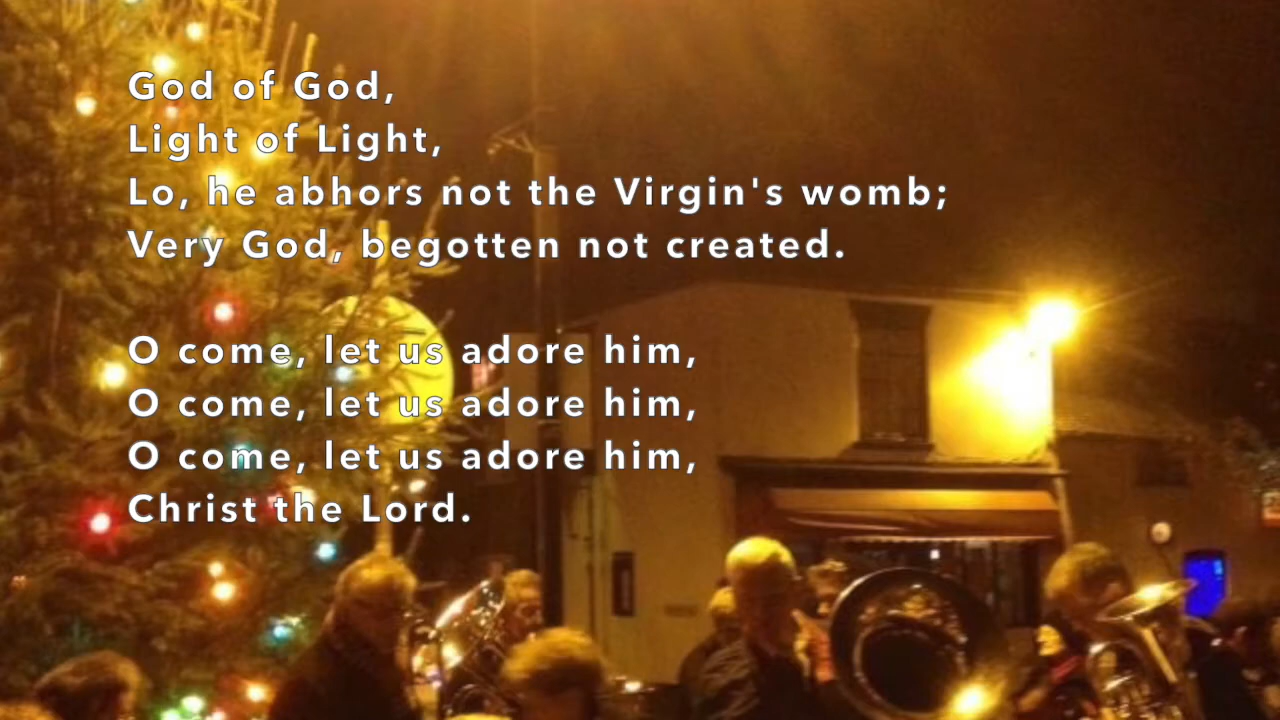 God of God,
Light of Light,
Lo, he abhors not the Virgin's womb;
Very God, begotten not created.
O come, let us adore him,
O come, let us adore him,
O come, let us adore him,
Christ the Lord.